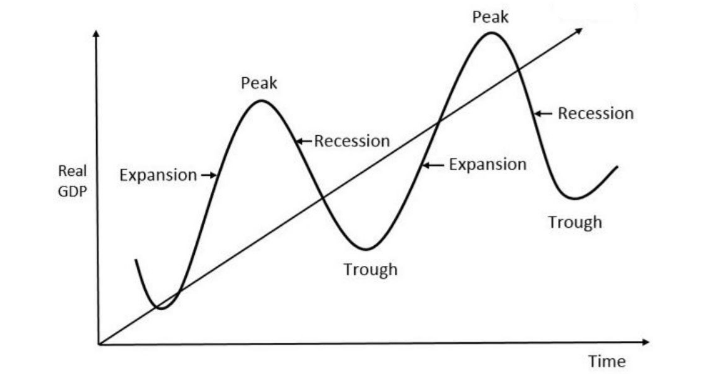 Peak
Peak
Recession
Recession
Real
GDP
Expansion
Expansion
Trough
Trough
Time